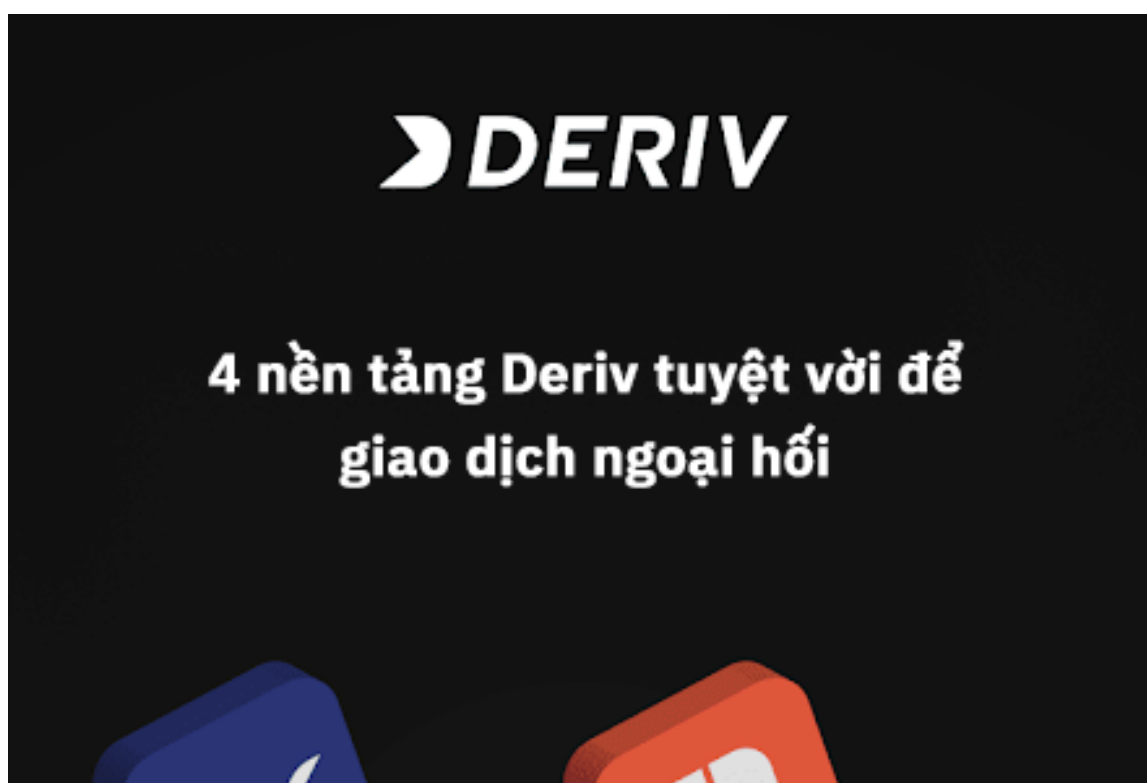 DERIV
4 nền tảng Deriv tuyệt vời để
giao dịch ngoại hối